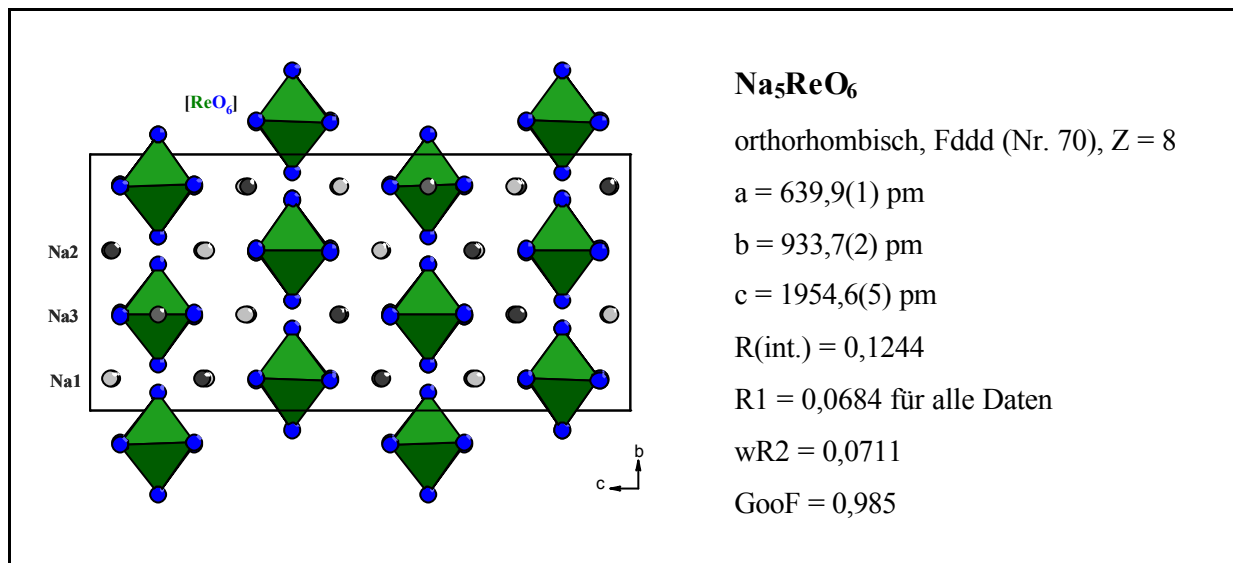 [ReO₆]
Na2
Na3
Na1
b
c
Na₅ReO₆
orthorhombisch, Fddd (Nr. 70), Z = 8
a = 639,9(1) pm
b = 933,7(2) pm
c = 1954,6(5) pm
R(int.) = 0,1244
R1 = 0,0684 für alle Daten
wR2 = 0,0711
GooF = 0,985